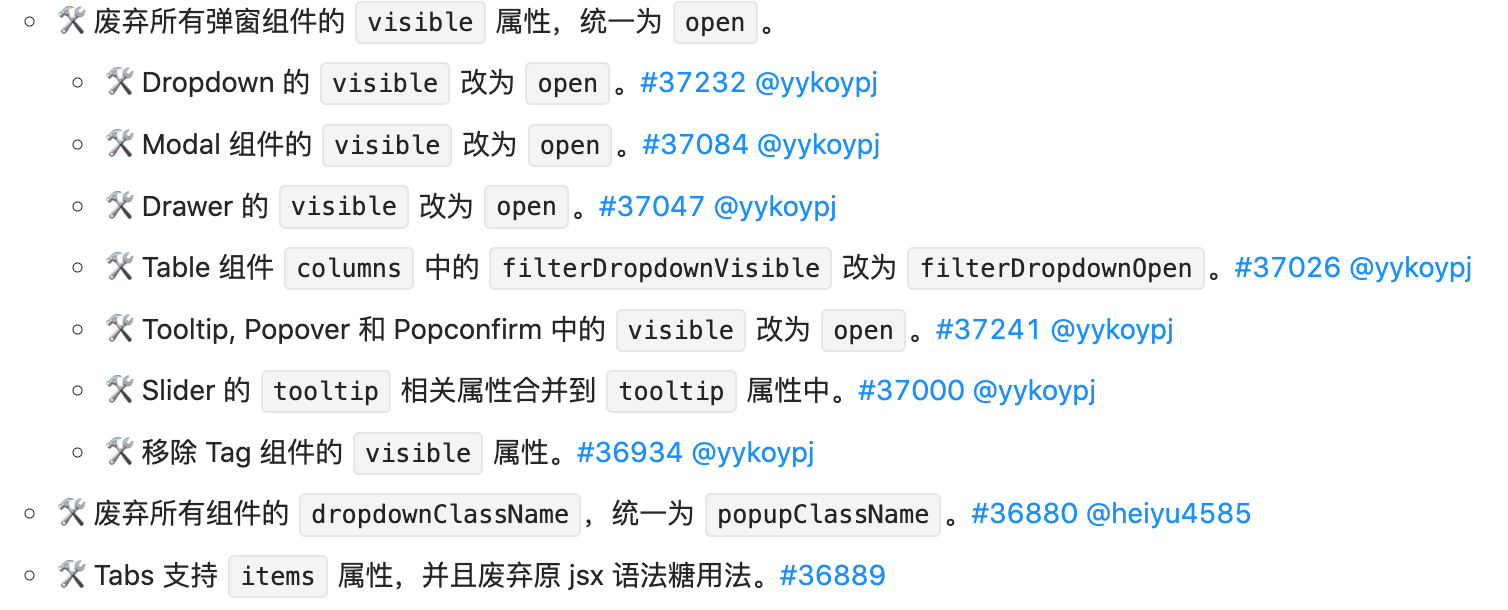 🛠 废弃所有弹窗组件的 visible 属性，统一为 open 。
🛠 Dropdown 的 visible 改为 open 。#37232 @yykoypj
🛠 Modal 组件的 visible 改为 open 。#37084 @yykoypj
🛠 Drawer 的 visible 改为 open 。#37047 @yykoypj
🛠 Table 组件 columns 中的 filterDropdownVisible 改为 filterDropdownOpen 。#37026 @yykoypj
🛠 Tooltip, Popover 和 Popconfirm 中的 visible 改为 open 。#37241 @yykoypj
🛠 Slider 的 tooltip 相关属性合并到 tooltip 属性中。#37000 @yykoypj
🛠 移除 Tag 组件的 visible 属性。#36934 @yykoypj
🛠 废弃所有组件的 dropdownClassName ，统一为 popupClassName 。#36880 @heiyu4585
🛠 Tabs 支持 items 属性，并且废弃原 jsx 语法糖用法。#36889